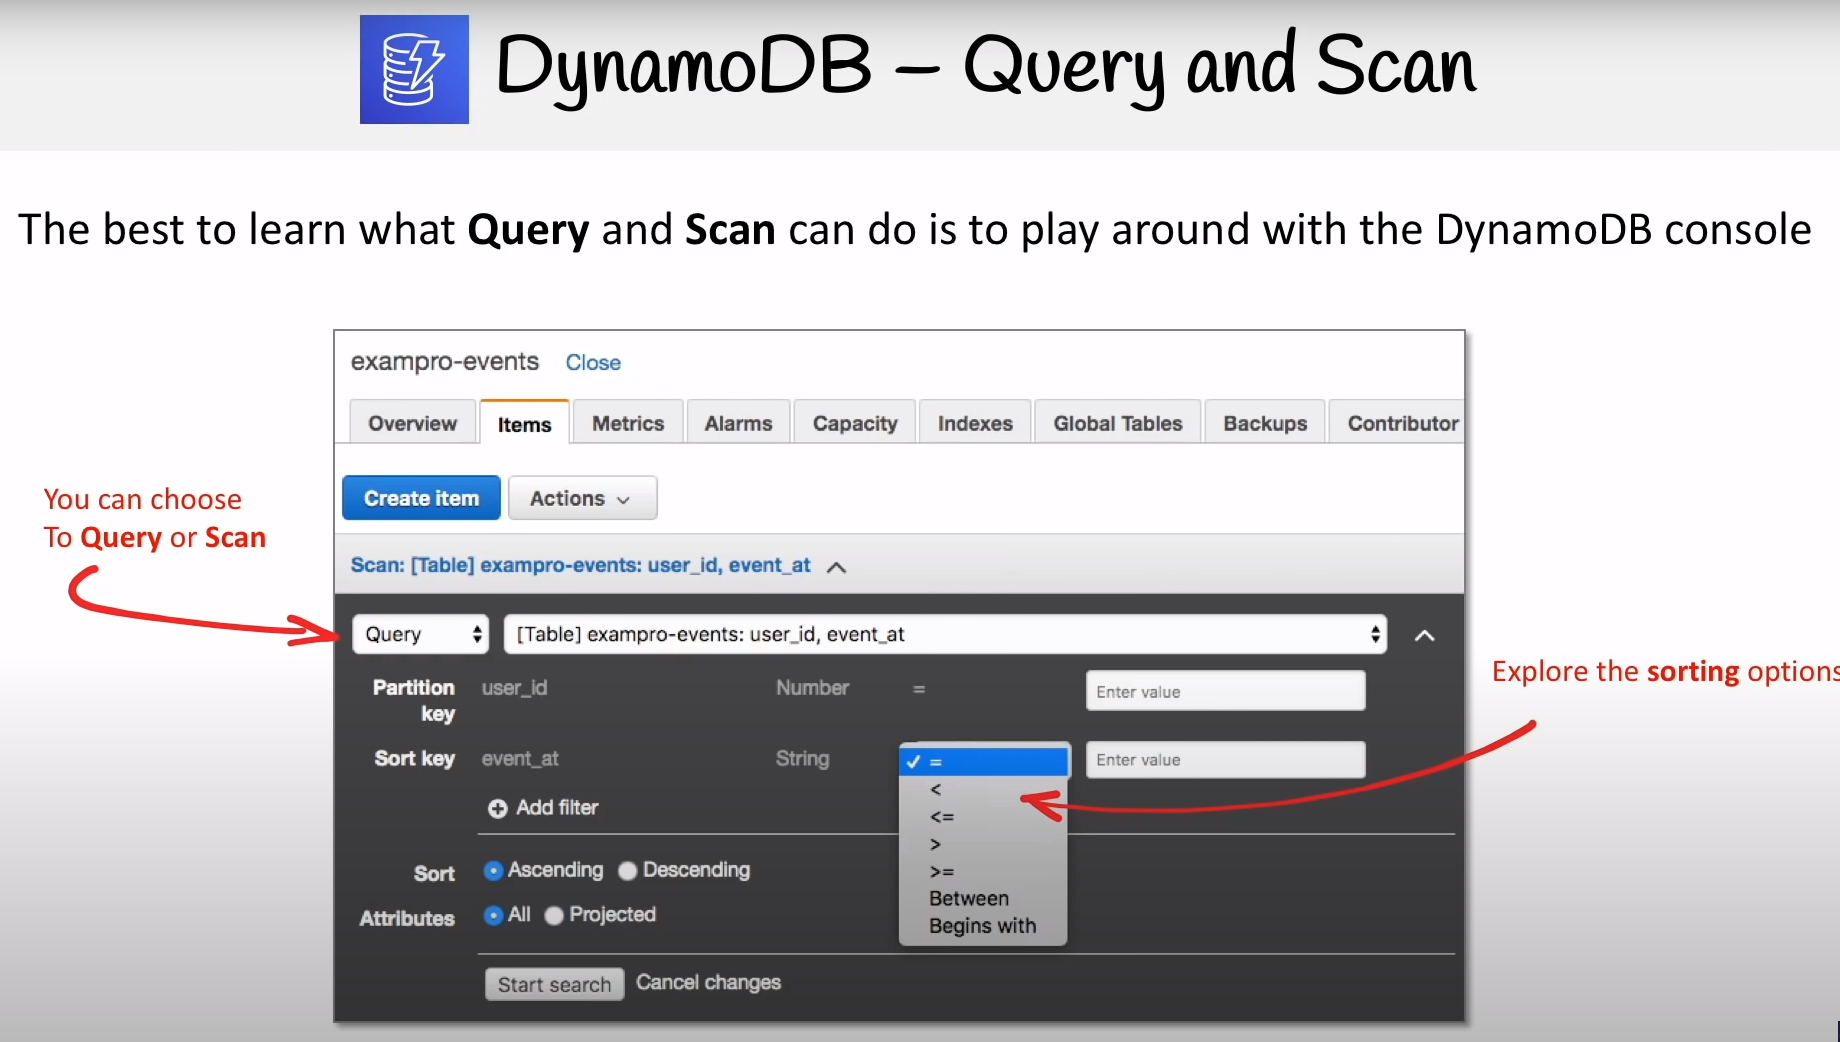 DynamoDB – Query and Scan
The best to learn what Query and Scan can do is to play around with the DynamoDB console
exampro-events Close
Overview Items Metrics Alarms Capacity Indexes Global Tables Backups Contributor
You can choose
To Query or Scan
Create item Actions
Scan: [Table] exampro-events: user_id, event_at
Query [Table] exampro-events: user_id, event_at
Explore the sorting options
Partition key user_id Number = Enter value
Sort key event_at String = Enter value
<
<=
>
>=
Between
Begins with
Add filter
Sort Ascending Descending
Attributes All Projected
Start search Cancel changes